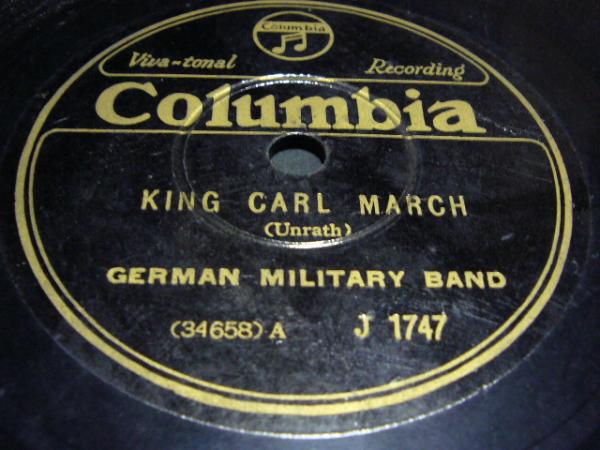 Columbia
Viva-tonal Recording
Columbia
KING CARL MARCH
(Unrath)
GERMAN MILITARY BAND
(34658) A J 1747